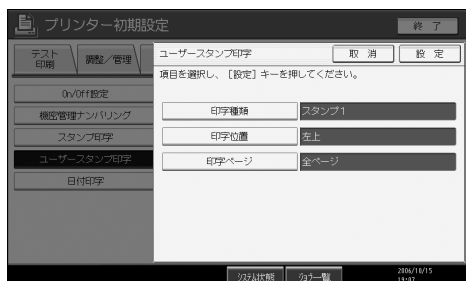 プリンター初期設定
終 了
テスト
印刷
調整／管理
ユーザースタンプ印字
取 消
設 定
項目を選択し、[設定] キーを押してください。
On/Off設定
機密管理ナンバリング
スタンプ印字
ユーザースタンプ印字
日付印字
印字種類
スタンプ1
印字位置
左上
印字ページ
全ページ
システム状態
ジョブ一覧
2006/10/15
19:07